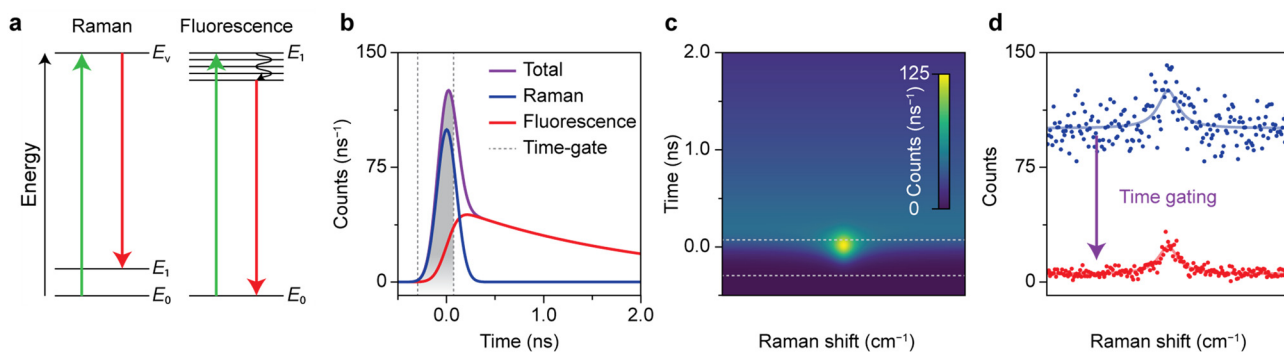 a
Raman
Fluorescence
Energy
Eᵥ
E₁
E₀
E₁
E₀
b
150
75
0
Counts (ns⁻¹)
Total
Raman
Fluorescence
Time-gate
0.0
1.0
2.0
Time (ns)
c
2.0
1.0
0.0
Time (ns)
125
0
Counts (ns⁻¹)
Raman shift (cm⁻¹)
d
150
75
0
Counts
Time gating
Raman shift (cm⁻¹)